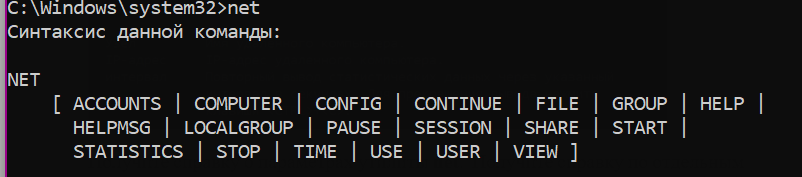 C:\Windows\system32>net
Синтаксис данной команды:
NET
[ ACCOUNTS | COMPUTER | CONFIG | CONTINUE | FILE | GROUP | HELP |
HELPMSG | LOCALGROUP | PAUSE | SESSION | SHARE | START |
STATISTICS | STOP | TIME | USE | USER | VIEW ]